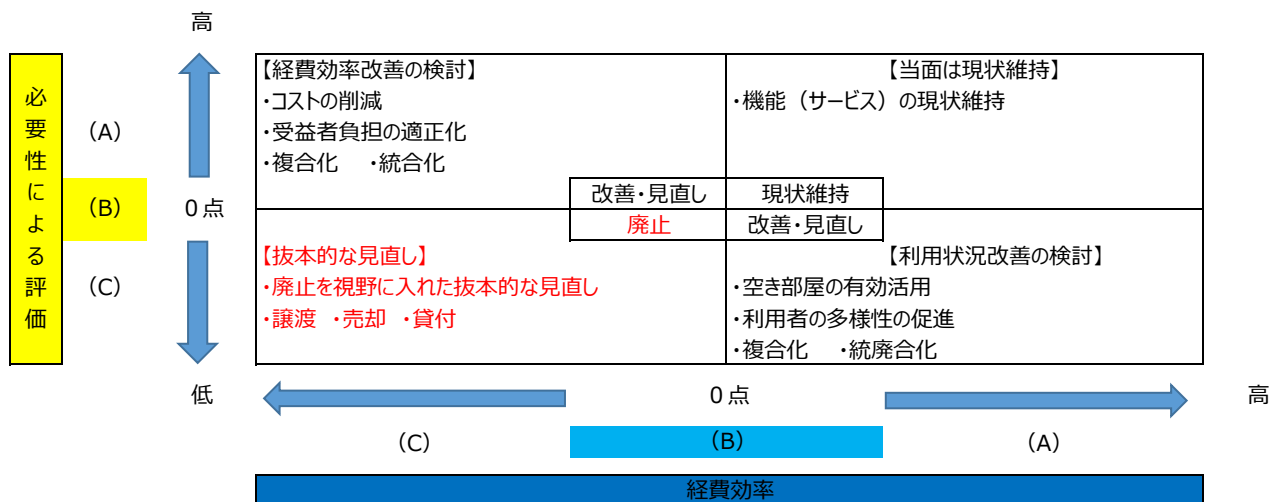 高
必要性による評価
(A)
(B)
(C)
0点
低
【経費効率改善の検討】
・コストの削減
・受益者負担の適正化
・複合化　・統合化
【当面は現状維持】
・機能（サービス）の現状維持
改善・見直し
現状維持
廃止
改善・見直し
【抜本的な見直し】
・廃止を視野に入れた抜本的な見直し
・譲渡　・売却　・貸付
【利用状況改善の検討】
・空き部屋の有効活用
・利用者の多様性の促進
・複合化　・統廃合化
0点
高
(C)
(B)
(A)
経費効率